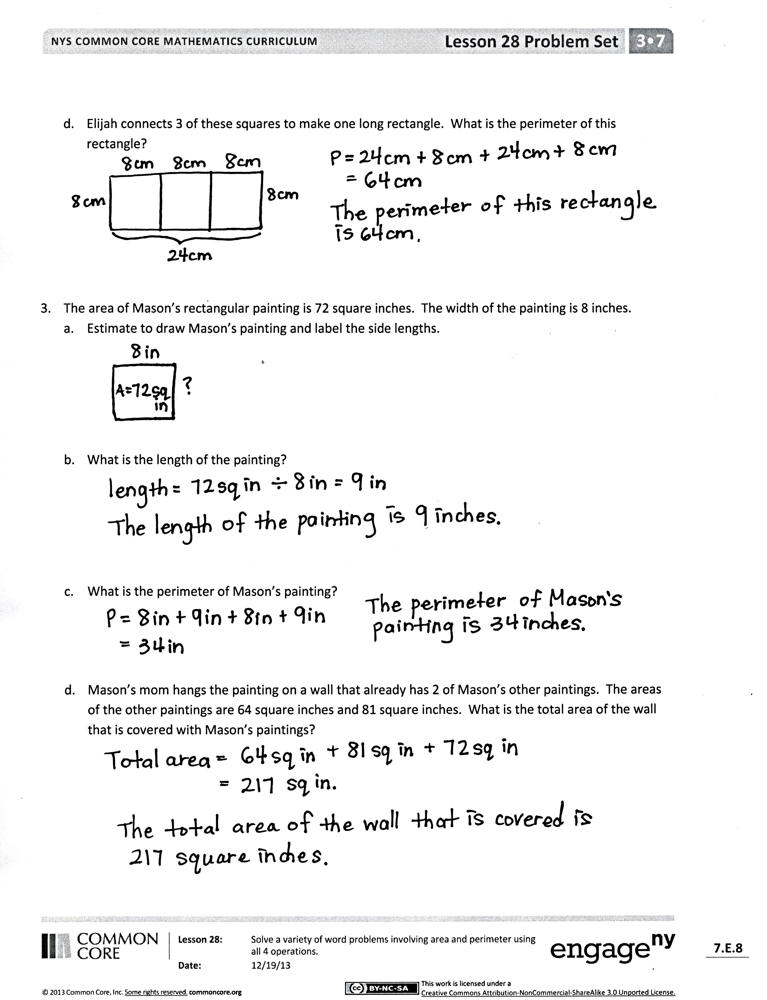 NYS COMMON CORE MATHEMATICS CURRICULUM Lesson 28 Problem Set 3•7
d. Elijah connects 3 of these squares to make one long rectangle. What is the perimeter of this
rectangle?
8cm 8cm 8cm
8cm
8cm
24cm
P = 24cm + 8cm + 24cm + 8cm
= 64cm
The perimeter of this rectangle
is 64cm.
3. The area of Mason's rectangular painting is 72 square inches. The width of the painting is 8 inches.
a. Estimate to draw Mason's painting and label the side lengths.
8in
A=72sq
in
?
b. What is the length of the painting?
length = 72sq in ÷ 8in = 9in
The length of the painting is 9 inches.
c. What is the perimeter of Mason's painting?
P = 8in + 9in + 8in + 9in
= 34in
The perimeter of Mason's
painting is 34 inches.
d. Mason's mom hangs the painting on a wall that already has 2 of Mason's other paintings. The areas
of the other paintings are 64 square inches and 81 square inches. What is the total area of the wall
that is covered with Mason's paintings?
Total area = 64 sq in + 81 sq in + 72 sq in
= 217 sq in.
The total area of the wall that is covered is
217 square inches.
COMMON
CORE
Lesson 28: Solve a variety of word problems involving area and perimeter using
all 4 operations.
Date: 12/19/13
engageny
7.E.8
© 2013 Common Core, Inc. Some rights reserved. commoncore.org
cc BY-NC-SA
This work is licensed under a
Creative Commons Attribution-NonCommercial-ShareAlike 3.0 Unported License.